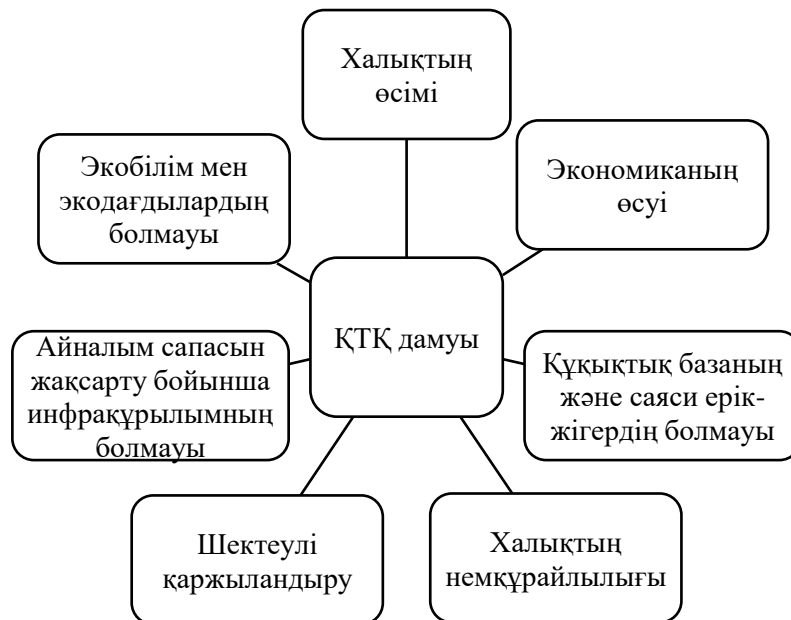 Халықтың
өсімі
Экобілім мен
экодағдылардың
болмауы
Экономиканың
өсуі
ҚТҚ дамуы
Айналым сапасын
жақсарту бойынша
инфрақұрылымның
болмауы
Құқықтық базаның
және саяси ерік-
жігердің болмауы
Шектеулі
қаржыландыру
Халықтың
немқұрайлылығы